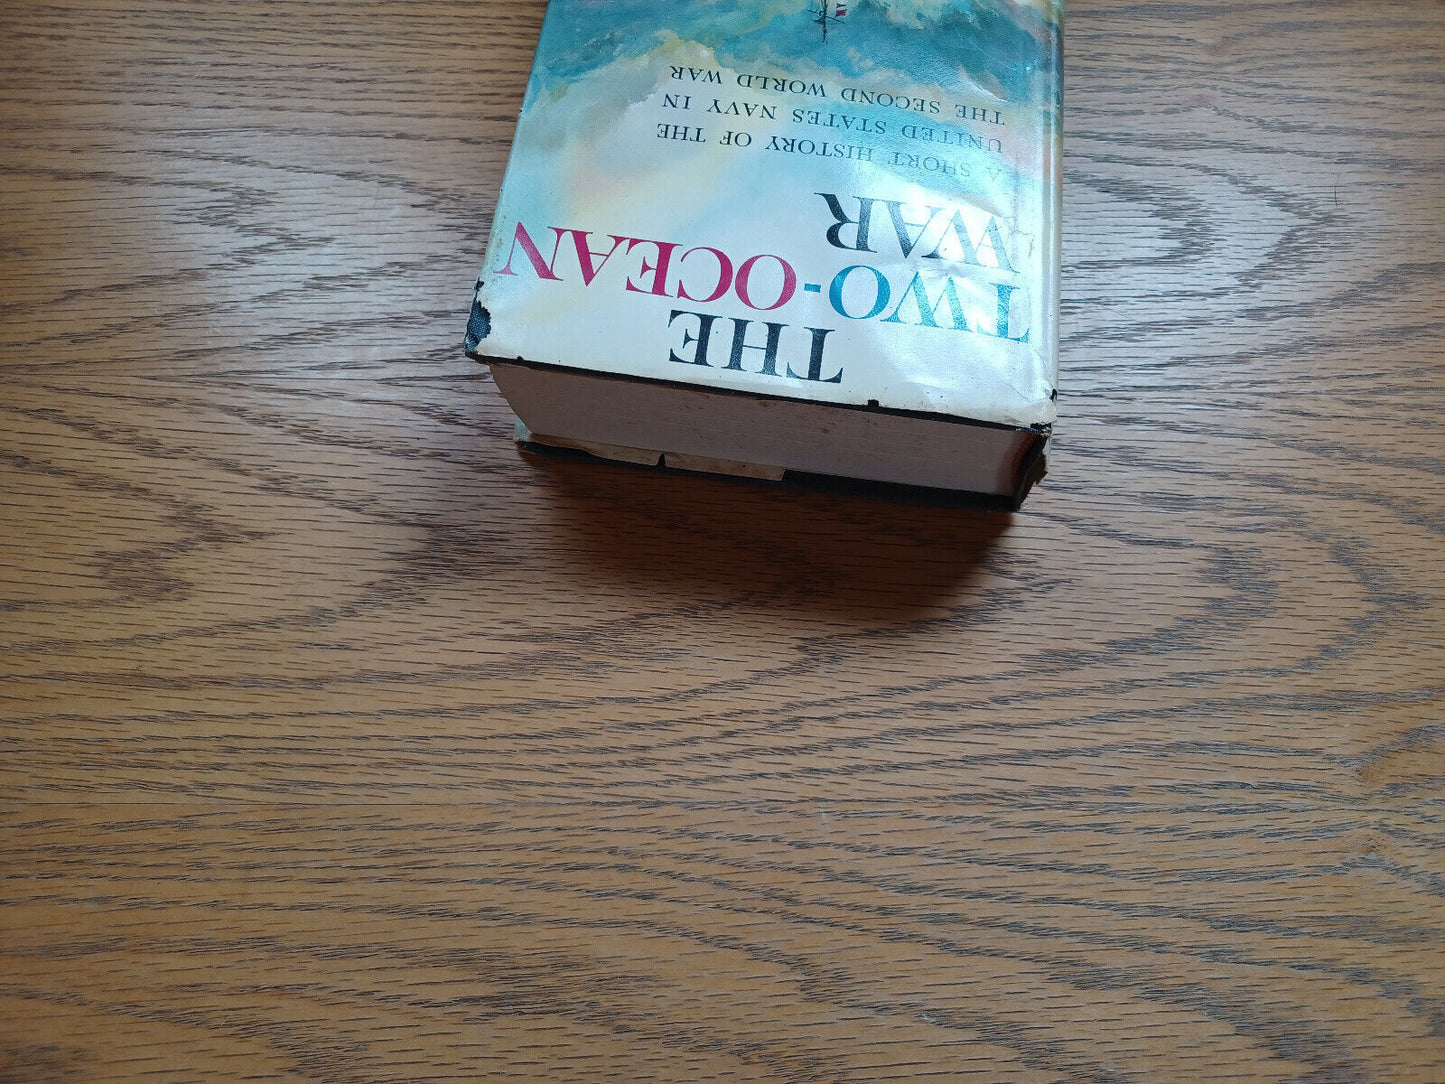 THE
TWO-OCEAN
WAR
A SHORT HISTORY OF THE
UNITED STATES NAVY IN
THE SECOND WORLD WAR